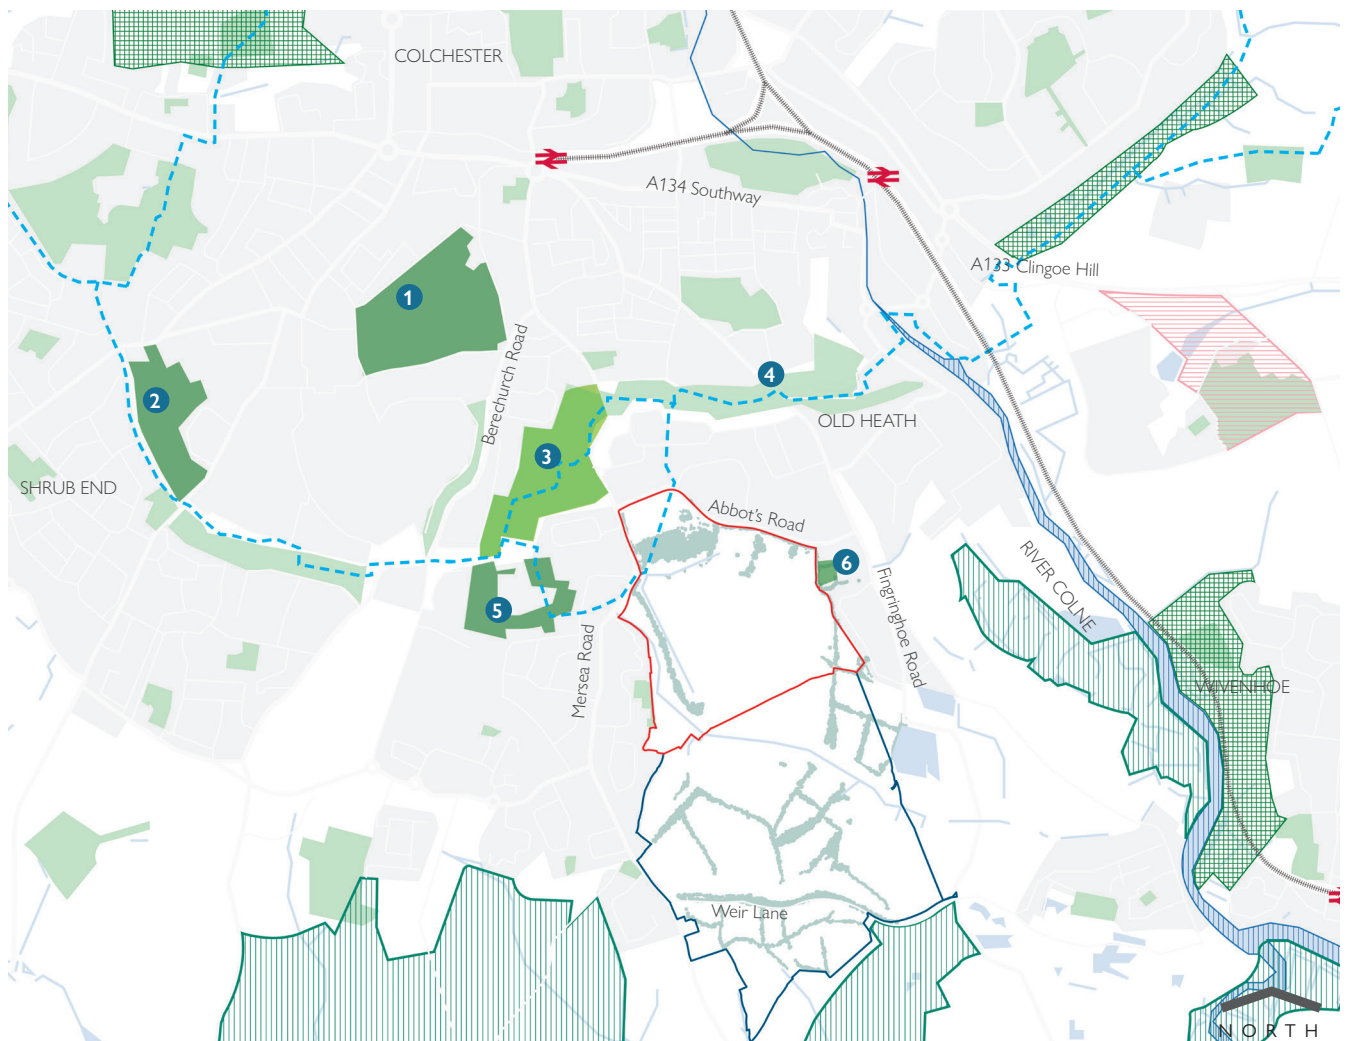 COLCHESTER
A134 Southway
A133 Clingoe Hill
1
Berechurch Road
2
4
OLD HEATH
3
SHRUB END
Abbot's Road
RIVER COLNE
6
Fingringhoe Road
5
Mersea Road
WIVENHOE
Weir Lane
NORTH